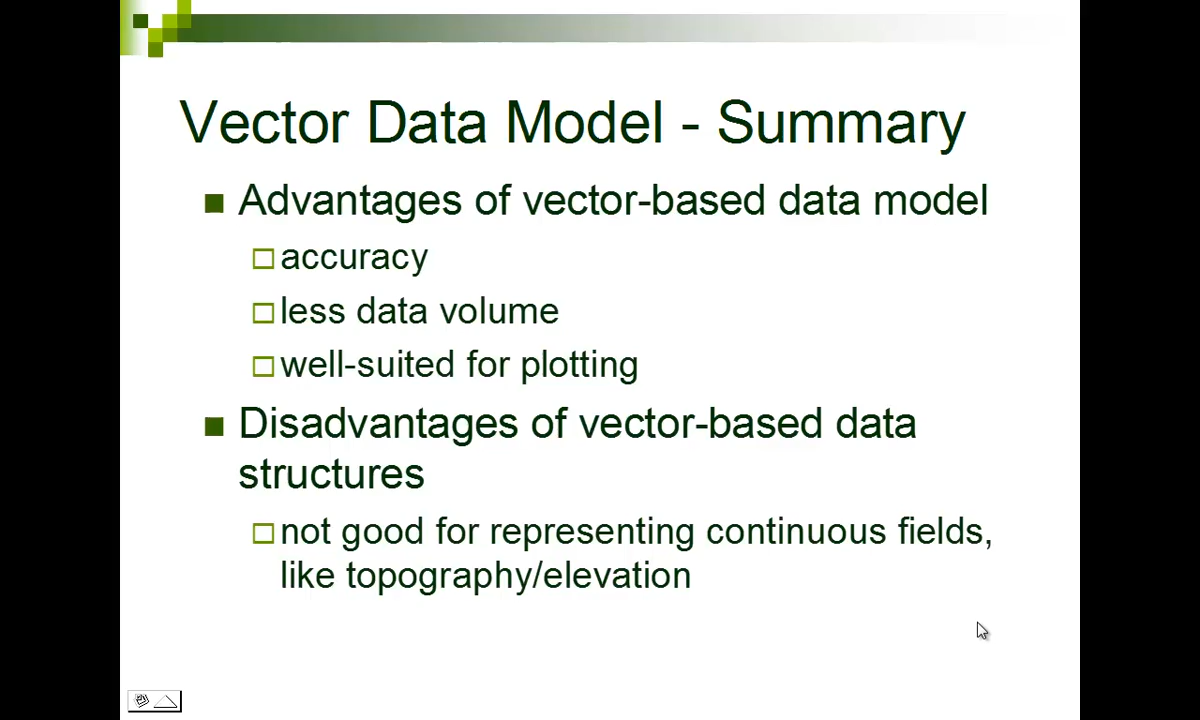 Vector Data Model - Summary
Advantages of vector-based data model
accuracy
less data volume
well-suited for plotting
Disadvantages of vector-based data
structures
not good for representing continuous fields,
like topography/elevation